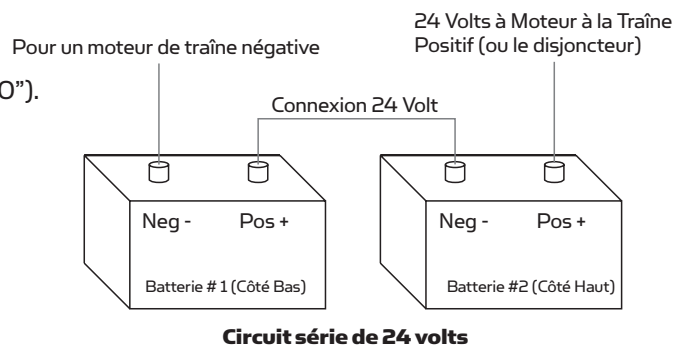 24 Volts à Moteur à la Traîne
Positif (ou le disjoncteur)
Pour un moteur de traîne négative
0”).
Connexion 24 Volt
Neg - Pos + Neg - Pos +
Batterie # 1 (Côté Bas) Batterie #2 (Côté Haut)
Circuit série de 24 volts